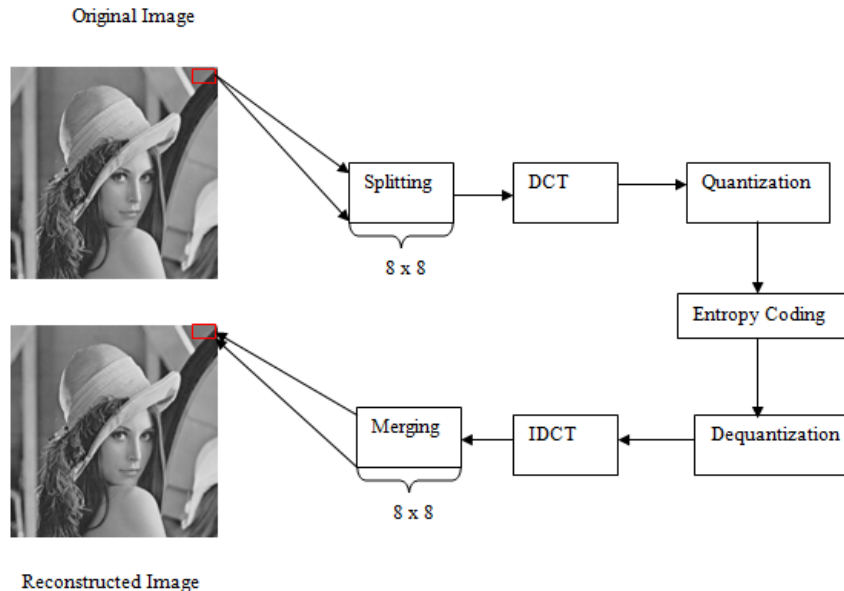 Original Image
Splitting
DCT
Quantization
8 x 8
Entropy Coding
Merging
IDCT
Dequantization
8 x 8
Reconstructed Image